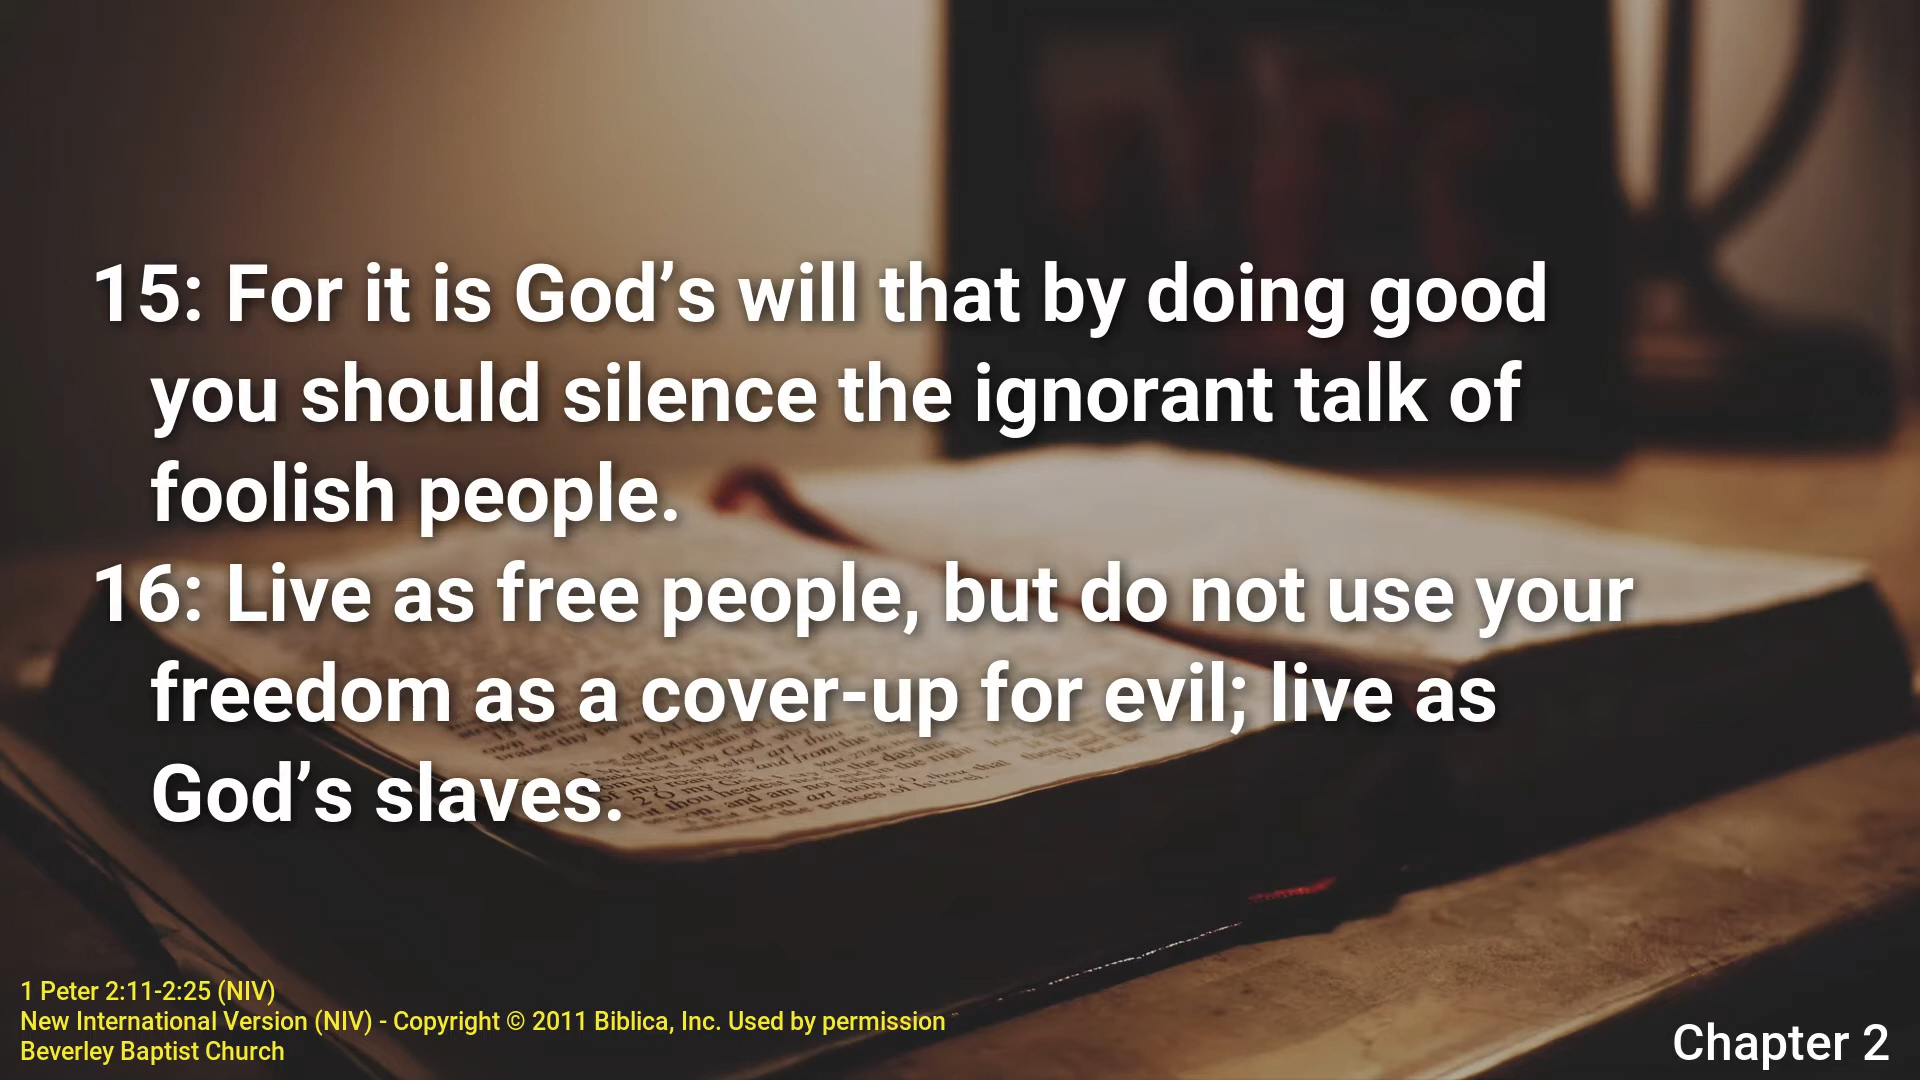 15: For it is God’s will that by doing good
you should silence the ignorant talk of
foolish people.
16: Live as free people, but do not use your
freedom as a cover-up for evil; live as
God’s slaves.
1 Peter 2:11-2:25 (NIV)
New International Version (NIV) - Copyright © 2011 Biblica, Inc. Used by permission
Beverley Baptist Church
Chapter 2